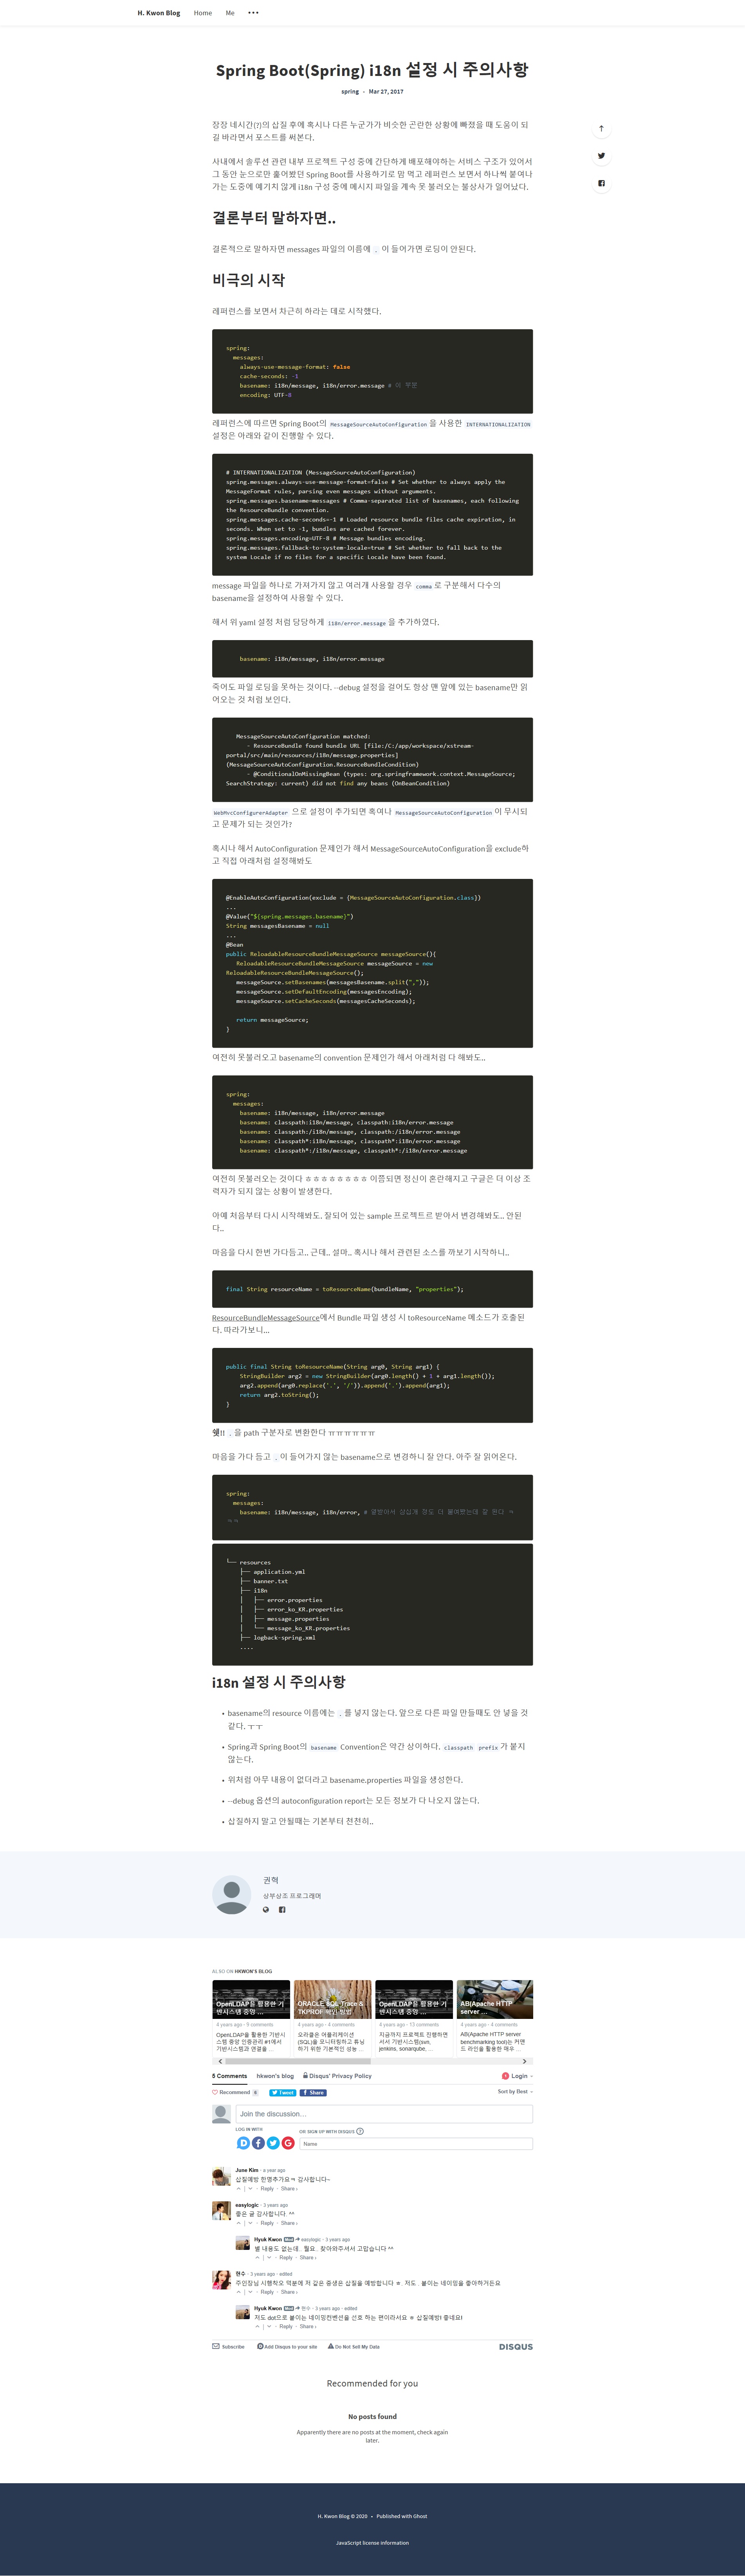 H. Kwon Blog Home Me •••
Spring Boot(Spring) i18n 설정 시 주의사항
spring • Mar 27, 2017
장장 네시간(?)의 삽질 후에 혹시나 다른 누군가가 비슷한 곤란한 상황에 빠졌을 때 도움이 되
길 바라면서 포스트를 써본다.
사내에서 솔루션 관련 내부 프로젝트 구성 중에 간단하게 배포해야하는 서비스 구조가 있어서
그 동안 눈으로만 훑어봤던 Spring Boot를 사용하기로 맘 먹고 레퍼런스 보면서 하나씩 붙여나
가는 도중에 예기치 않게 i18n 구성 중에 메시지 파일을 계속 못 불러오는 불상사가 일어났다.
결론부터 말하자면..
결론적으로 말하자면 messages 파일의 이름에 . 이 들어가면 로딩이 안된다.
비극의 시작
레퍼런스를 보면서 차근히 하라는 데로 시작했다.
spring:
messages:
always-use-message-format: false
cache-seconds: -1
basename: i18n/message, i18n/error.message # 이 부분
encoding: UTF-8
레퍼런스에 따르면 Spring Boot의 MessageSourceAutoConfiguration 을 사용한 INTERNATIONALIZATION
설정은 아래와 같이 진행할 수 있다.
# INTERNATIONALIZATION (MessageSourceAutoConfiguration)
spring.messages.always-use-message-format=false # Set whether to always apply the
MessageFormat rules, parsing even messages without arguments.
spring.messages.basename=messages # Comma-separated list of basenames, each following
the ResourceBundle convention.
spring.messages.cache-seconds=-1 # Loaded resource bundle files cache expiration, in
seconds. When set to -1, bundles are cached forever.
spring.messages.encoding=UTF-8 # Message bundles encoding.
spring.messages.fallback-to-system-locale=true # Set whether to fall back to the
system Locale if no files for a specific Locale have been found.
message 파일을 하나로 가져가지 않고 여러개 사용할 경우 comma 로 구분해서 다수의
basename을 설정하여 사용할 수 있다.
해서 위 yaml 설정 처럼 당당하게 i18n/error.message 을 추가하였다.
basename: i18n/message, i18n/error.message
죽어도 파일 로딩을 못하는 것이다. --debug 설정을 걸어도 항상 맨 앞에 있는 basename만 읽
어오는 것 처럼 보인다.
MessageSourceAutoConfiguration matched:
- ResourceBundle found bundle URL [file:/C:/app/workspace/xstream-
portal/src/main/resources/i18n/message.properties]
(MessageSourceAutoConfiguration.ResourceBundleCondition)
- @ConditionalOnMissingBean (types: org.springframework.context.MessageSource;
SearchStrategy: current) did not find any beans (OnBeanCondition)
WebMvcConfigurerAdapter 으로 설정이 추가되면 혹여나 MessageSourceAutoConfiguration 이 무시되
고 문제가 되는 것인가?
혹시나 해서 AutoConfiguration 문제인가 해서 MessageSourceAutoConfiguration을 exclude하
고 직접 아래처럼 설정해봐도
@EnableAutoConfiguration(exclude = {MessageSourceAutoConfiguration.class})
...
@Value("${spring.messages.basename}")
String messagesBasename = null
...
@Bean
public ReloadableResourceBundleMessageSource messageSource(){
ReloadableResourceBundleMessageSource messageSource = new
ReloadableResourceBundleMessageSource();
messageSource.setBasenames(messagesBasename.split(","));
messageSource.setDefaultEncoding(messagesEncoding);
messageSource.setCacheSeconds(messagesCacheSeconds);
return messageSource;
}
여전히 못불러오고 basename의 convention 문제인가 해서 아래처럼 다 해봐도..
spring:
messages:
basename: i18n/message, i18n/error.message
basename: classpath:i18n/message, classpath:i18n/error.message
basename: classpath:/i18n/message, classpath:/i18n/error.message
basename: classpath*:i18n/message, classpath*:i18n/error.message
basename: classpath*:/i18n/message, classpath*:/i18n/error.message
여전히 못불러오는 것이다 ㅎㅎㅎㅎㅎㅎㅎㅎ 이쯤되면 정신이 혼란해지고 구글은 더 이상 조
력자가 되지 않는 상황이 발생한다.
아예 처음부터 다시 시작해봐도. 잘되어 있는 sample 프로젝트르 받아서 변경해봐도.. 안된
다..
마음을 다시 한번 가다듬고.. 근데.. 설마.. 혹시나 해서 관련된 소스를 까보기 시작하니..
final String resourceName = toResourceName(bundleName, "properties");
ResourceBundleMessageSource에서 Bundle 파일 생성 시 toResourceName 메소드가 호출된
다. 따라가보니...
public final String toResourceName(String arg0, String arg1) {
StringBuilder arg2 = new StringBuilder(arg0.length() + 1 + arg1.length());
arg2.append(arg0.replace('.', '/')).append('.').append(arg1);
return arg2.toString();
}
쉣!! . 을 path 구분자로 변환한다 ㅠㅠㅠㅠㅠㅠ
마음을 가다 듬고 . 이 들어가지 않는 basename으로 변경하니 잘 안다. 아주 잘 읽어온다.
spring:
messages:
basename: i18n/message, i18n/error, # 열받아서 삼십개 정도 더 붙여봤는데 잘 된다 ㅋ
ㅋㅋ
└── resources
├── application.yml
├── banner.txt
├── i18n
│ ├── error.properties
│ ├── error_ko_KR.properties
│ ├── message.properties
│ └── message_ko_KR.properties
├── logback-spring.xml
....
i18n 설정 시 주의사항
• basename의 resource 이름에는 . 를 넣지 않는다. 앞으로 다른 파일 만들때도 안 넣을 것
같다. ㅜㅜ
• Spring과 Spring Boot의 basename Convention은 약간 상이하다. classpath prefix 가 붙지
않는다.
• 위처럼 아무 내용이 없더라고 basename.properties 파일을 생성한다.
• --debug 옵션의 autoconfiguration report는 모든 정보가 다 나오지 않는다.
• 삽질하지 말고 안될때는 기본부터 천천히..
권혁
상부상조 프로그래머
ALSO ON HKWON'S BLOG
OpenLDAP을 활용한 기
반시스템 중앙 …
4 years ago • 9 comments
OpenLDAP을 활용한 기반시
스템 중앙 인증관리 #1에서
기반시스템과 연결을 …
ORACLE SQL Trace &
TKPROF 확인 방법
4 years ago • 4 comments
오라클은 어플리케이션
(SQL)을 모니터링하고 튜닝
하기 위한 기본적인 성능 …
OpenLDAP을 활용한 기
반시스템 중앙 …
4 years ago • 13 comments
지금까지 프로젝트 진행하면
서서 기반시스템(svn,
jenkins, sonarqube, …
AB(Apache HTTP
server …
4 years ago • 4 comments
AB(Apache HTTP server
benchmarking tool)는 커맨
드 라인을 활용한 매우 …
5 Comments hkwon's blog Disqus' Privacy Policy Login
Recommend 8 Tweet Share Sort by Best
Join the discussion…
LOG IN WITH
OR SIGN UP WITH DISQUS ?
Name
June Kim • a year ago
삽질예방 한명추가요ㅋ 감사합니다~
• Reply • Share ›
easylogic • 3 years ago
좋은 글 감사합니다. ^^
• Reply • Share ›
Hyuk Kwon Mod easylogic • 3 years ago
별 내용도 없는데.. 뭘요.. 찾아와주셔서 고맙습니다 ^^
• Reply • Share ›
현수 • 3 years ago • edited
주인장님 시행착오 덕분에 저 같은 중생은 삽질을 예방합니다 ㅎ. 저도 . 붙이는 네이밍을 좋아하거든요
• Reply • Share ›
Hyuk Kwon Mod 현수 • 3 years ago • edited
저도 dot으로 붙이는 네이밍컨벤션을 선호 하는 편이라서요 ㅎ 삽질예방! 좋네요!
• Reply • Share ›
Subscribe Add Disqus to your site Do Not Sell My Data DISQUS
Recommended for you
No posts found
Apparently there are no posts at the moment, check again
later.
H. Kwon Blog © 2020 • Published with Ghost
JavaScript license information